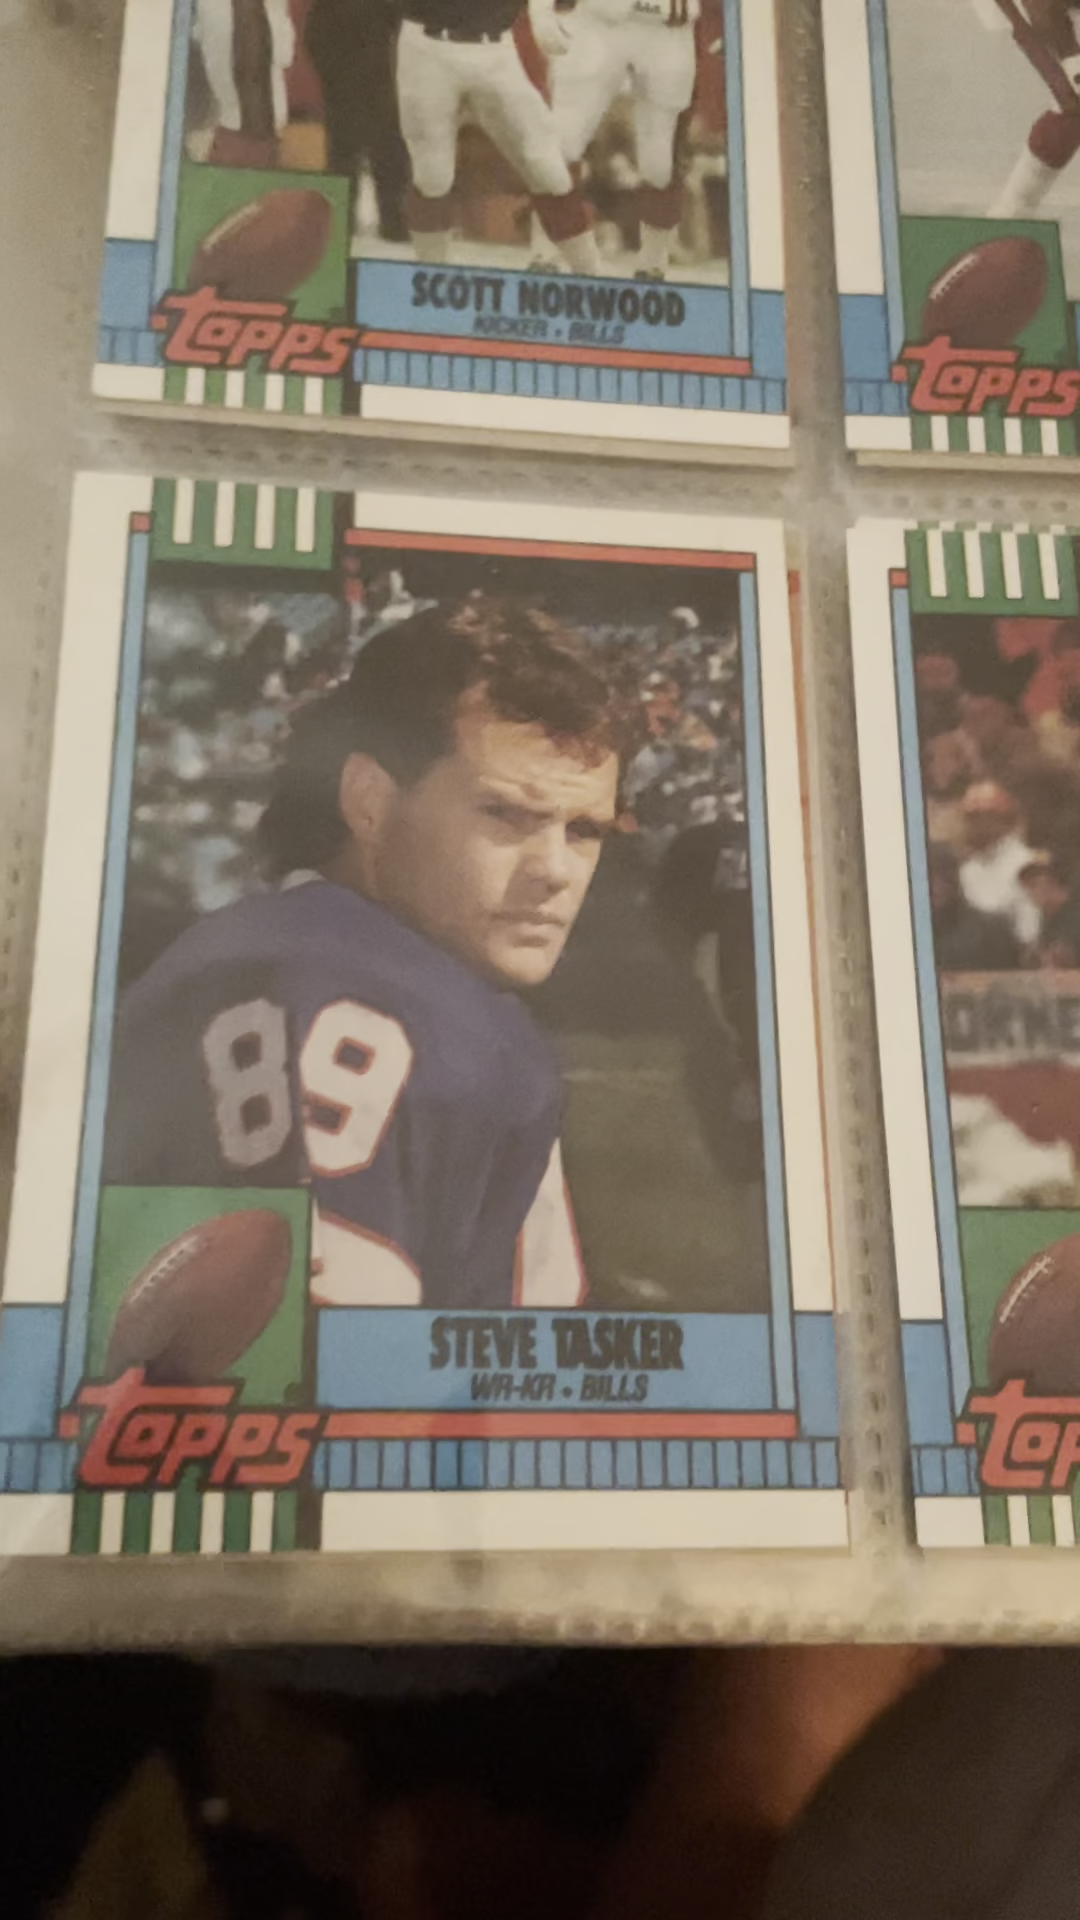 SCOTT NORWOOD
KICKER • BILLS
TOPPS
TOPPS
89
STEVE TASKER
WR-KR • BILLS
TOPPS